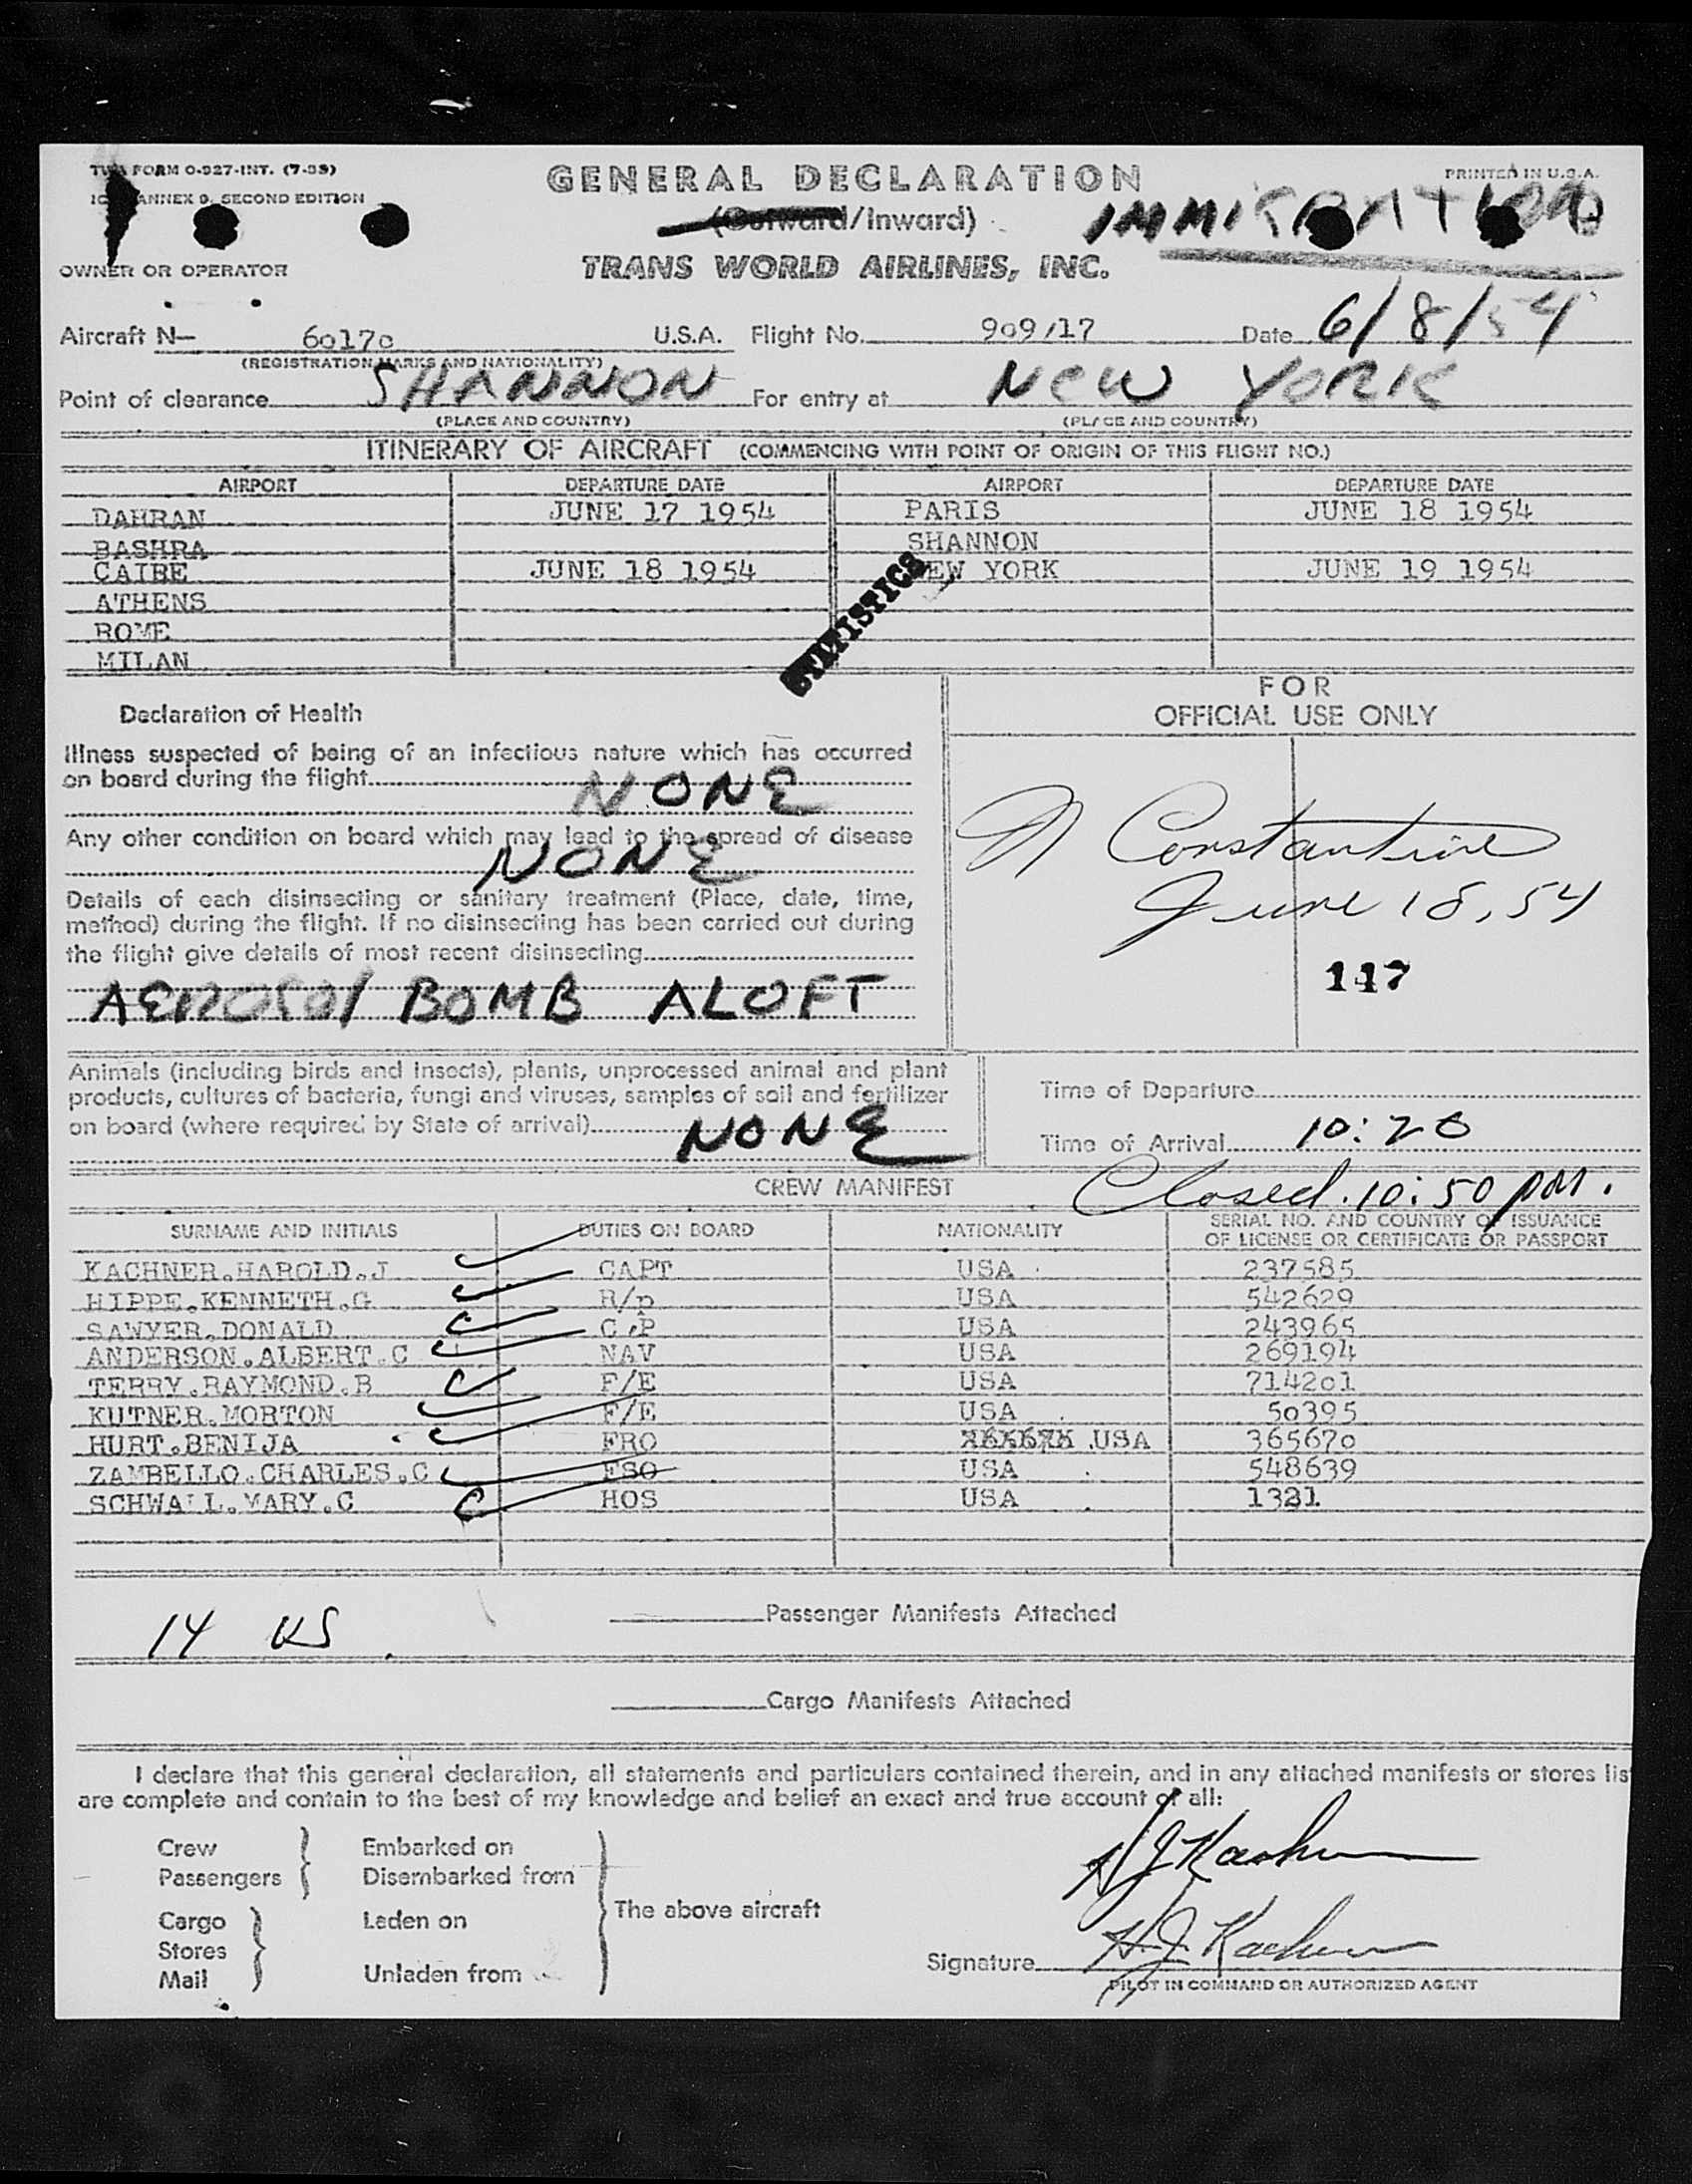 TWA FORM O-927-INT. (7-53)
GENERAL DECLARATION
PRINTED IN U.S.A.
ANNEX 9, SECOND EDITION
(Outward/Inward)
IMMIGRATION
OWNER OR OPERATOR
TRANS WORLD AIRLINES, INC.
Aircraft N— 6017c U.S.A. Flight No. 909/17 Date 6/8/54
(REGISTRATION MARKS AND NATIONALITY)
Point of clearance SHANNON For entry at NEW YORK
(PLACE AND COUNTRY) (PLACE AND COUNTRY)
ITINERARY OF AIRCRAFT (COMMENCING WITH POINT OF ORIGIN OF THIS FLIGHT NO.)
AIRPORT DEPARTURE DATE AIRPORT DEPARTURE DATE
DAHRAN JUNE 17 1954 PARIS JUNE 18 1954
BASHRA SHANNON
CAIRE JUNE 18 1954 NEW YORK JUNE 19 1954
ATHENS
ROME
MILAN
STATISTICS
FOR
OFFICIAL USE ONLY
Declaration of Health
Illness suspected of being of an infectious nature which has occurred
on board during the flight
NONE
Any other condition on board which may lead to the spread of disease
NONE
Details of each disinsecting or sanitary treatment (Place, date, time,
method) during the flight. If no disinsecting has been carried out during
the flight give details of most recent disinsecting
AEROSOl BOMB ALOFT
N Constantine
June 18, 54
147
Animals (including birds and insects), plants, unprocessed animal and plant
products, cultures of bacteria, fungi and viruses, samples of soil and fertilizer
on board (where required by State of arrival) NONE
Time of Departure
Time of Arrival 10:20
CREW MANIFEST
Closed 10:50 PM.
SURNAME AND INITIALS DUTIES ON BOARD NATIONALITY SERIAL NO. AND COUNTRY OF ISSUANCE
OF LICENSE OR CERTIFICATE OR PASSPORT
KACHNER.HAROLD.J CAPT USA 237585
HIPPE.KENNETH.G R/p USA 542629
SAWYER.DONALD C.P USA 243965
ANDERSON.ALBERT.C NAV USA 269194
TERRY.RAYMOND.B F/E USA 714201
KUTNER.MORTON F/E USA 50395
HURT.BENIJA FRO USA 365670
ZAMBELLO.CHARLES.C FSO USA 548639
SCHWALL.MARY.C HOS USA 1321
14 US
Passenger Manifests Attached
Cargo Manifests Attached
I declare that this general declaration, all statements and particulars contained therein, and in any attached manifests or stores lis
are complete and contain to the best of my knowledge and belief an exact and true account of all:
Crew Embarked on
Passengers Disembarked from
The above aircraft
Cargo Laden on
Stores
Mail Unladen from
H J Kachner
Signature H. J. Kachner
PILOT IN COMMAND OR AUTHORIZED AGENT